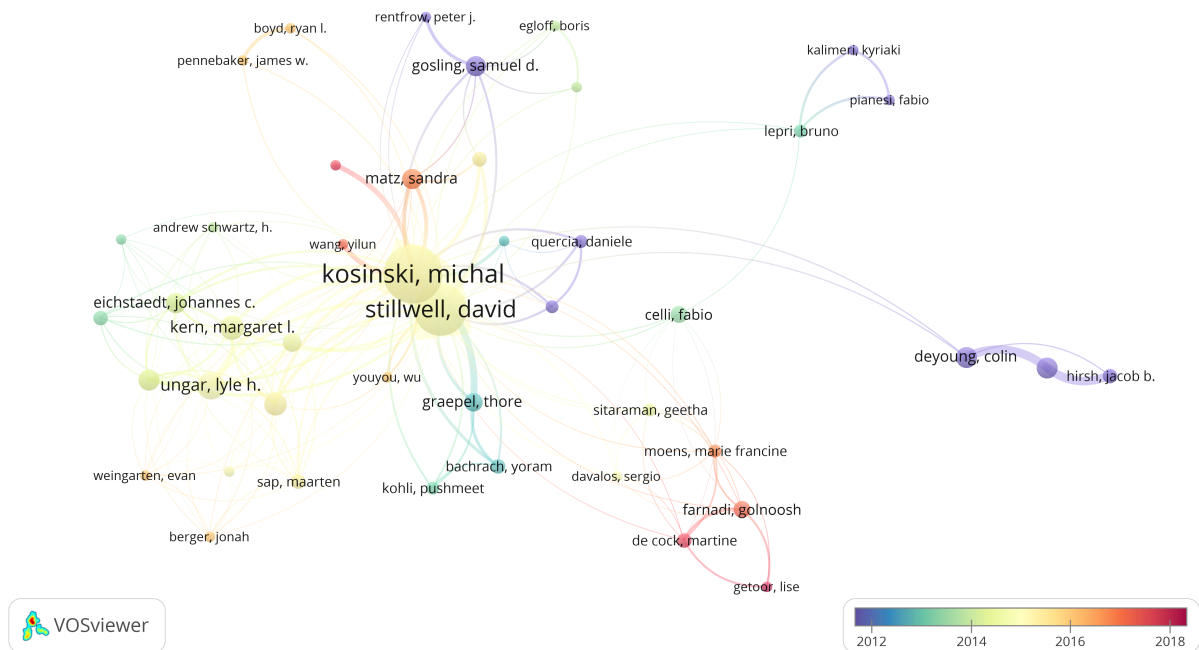 rentfrow, peter j.
boyd, ryan l.
egloff, boris
kalimeri, kyriaki
pennebaker, james w.
gosling, samuel d.
pianesi, fabio
lepri, bruno
matz, sandra
andrew schwartz, h.
wang, yilun
quercia, daniele
kosinski, michal
eichstaedt, johannes c.
stillwell, david
celli, fabio
kern, margaret l.
deyoung, colin
hirsh, jacob b.
youyou, wu
ungar, lyle h.
graepel, thore
sitaraman, geetha
moens, marie francine
bachrach, yoram
weingarten, evan
davalos, sergio
sap, maarten
kohli, pushmeet
farnadi, golnoosh
berger, jonah
de cock, martine
getoor, lise
VOSviewer
2012 2014 2016 2018